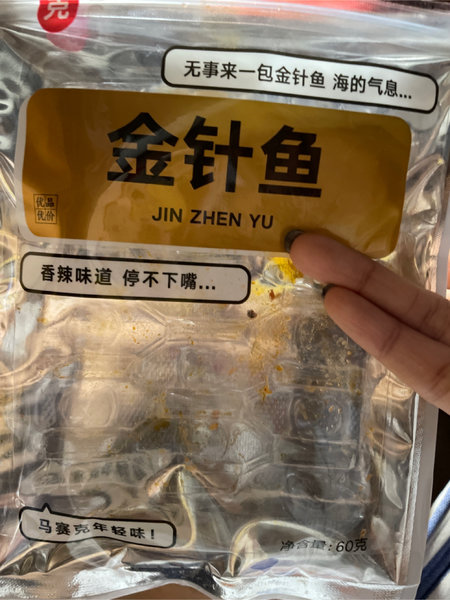 克
无事来一包金针鱼 海的气息...
金针鱼
JIN ZHEN YU
优品
优价
香辣味道 停不下嘴...
马赛克年轻味！
净含量:60克